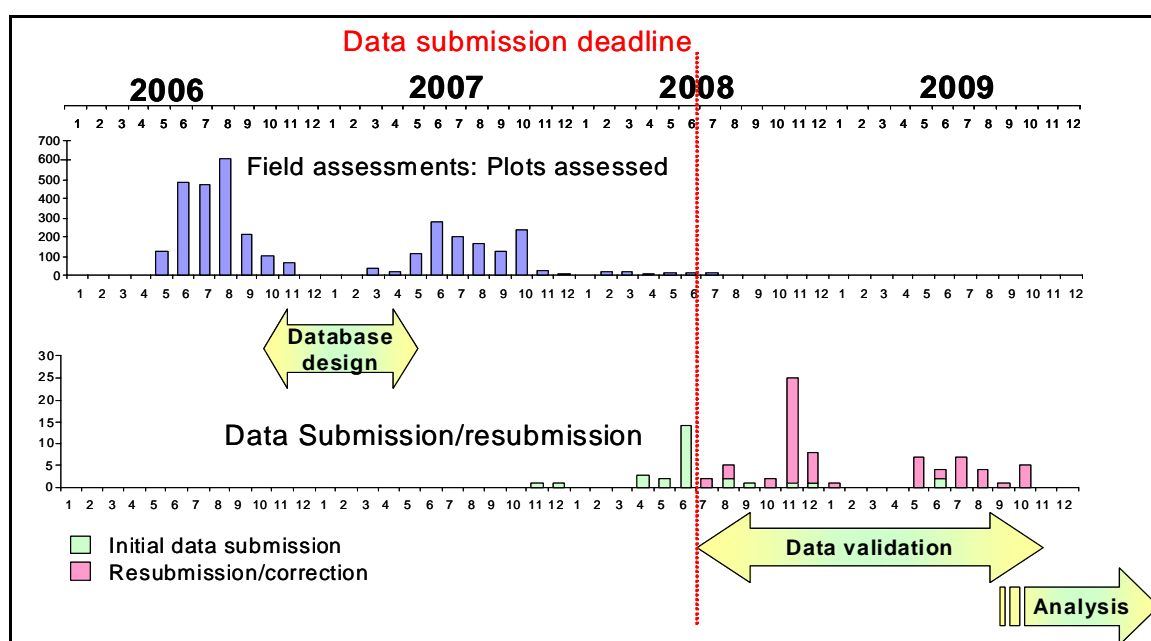 Data submission deadline
2006 2007 2008 2009
1 2 3 4 5 6 7 8 9 10 11 12 1 2 3 4 5 6 7 8 9 10 11 12 1 2 3 4 5 6 7 8 9 10 11 12 1 2 3 4 5 6 7 8 9 10 11 12
700
600
500
400
300
200
100
0
Field assessments: Plots assessed
1 2 3 4 5 6 7 8 9 10 11 12 1 2 3 4 5 6 7 8 9 10 11 12 1 2 3 4 5 6 7 8 9 10 11 12 1 2 3 4 5 6 7 8 9 10 11 12
Database
design
30
25
20
15
10
5
0
Data Submission/resubmission
1 2 3 4 5 6 7 8 9 10 11 12 1 2 3 4 5 6 7 8 9 10 11 12 1 2 3 4 5 6 7 8 9 10 11 12 1 2 3 4 5 6 7 8 9 10 11 12
Initial data submission
Resubmission/correction
Data validation
Analysis